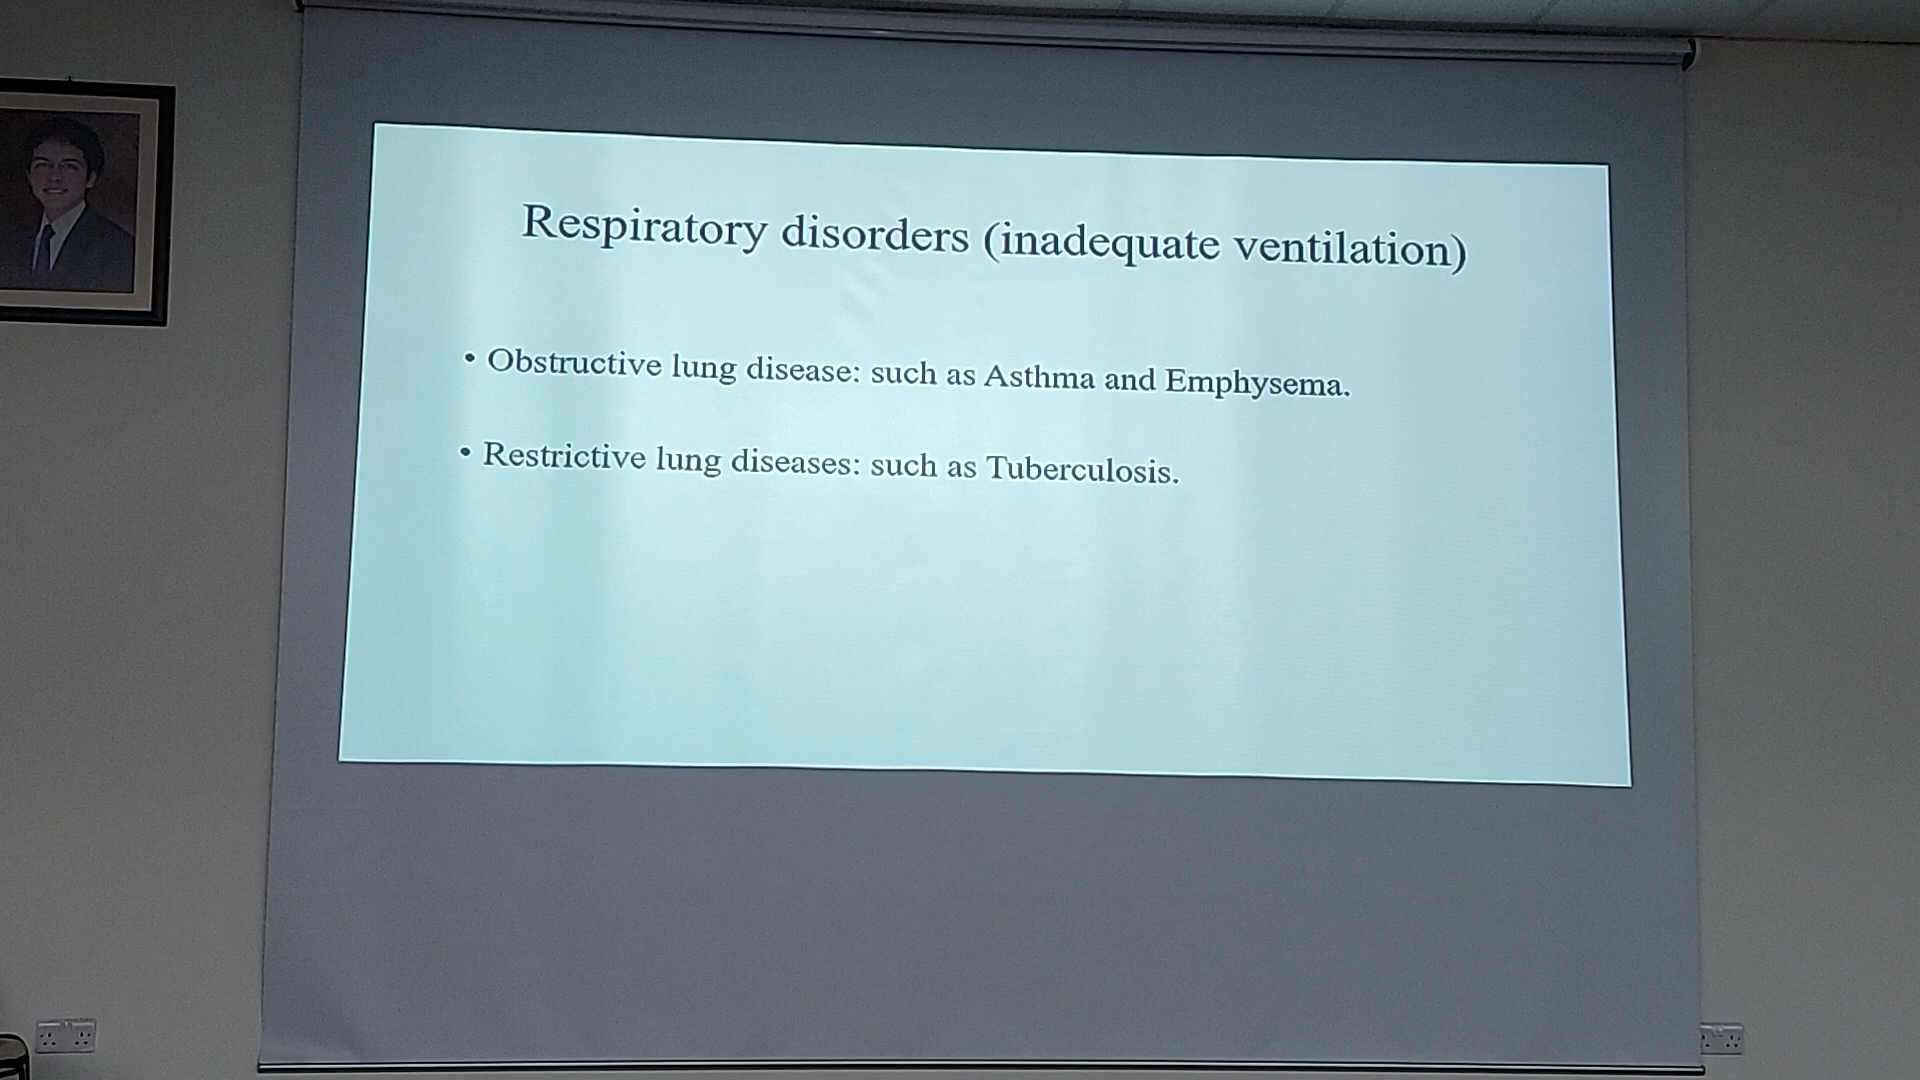 Respiratory disorders (inadequate ventilation)
• Obstructive lung disease: such as Asthma and Emphysema.
• Restrictive lung diseases: such as Tuberculosis.